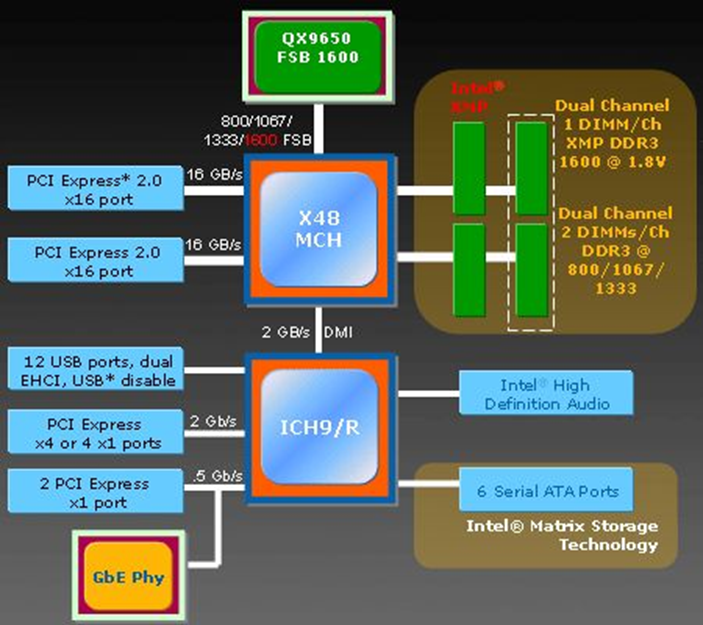 QX9650
FSB 1600
800/1067/
1333/1600 FSB
Intel®
XMP
Dual Channel
1 DIMM/Ch
XMP DDR3
1600 @ 1.8V
PCI Express* 2.0
x16 port
16 GB/s
X48
MCH
PCI Express 2.0
x16 port
16 GB/s
Dual Channel
2 DIMMs/Ch
DDR3 @
800/1067/
1333
2 GB/s DMI
12 USB ports, dual
EHCI, USB* disable
Intel® High
Definition Audio
PCI Express
x4 or 4 x1 ports
2 Gb/s
ICH9/R
2 PCI Express
x1 port
.5 Gb/s
6 Serial ATA Ports
Intel® Matrix Storage
Technology
GbE Phy